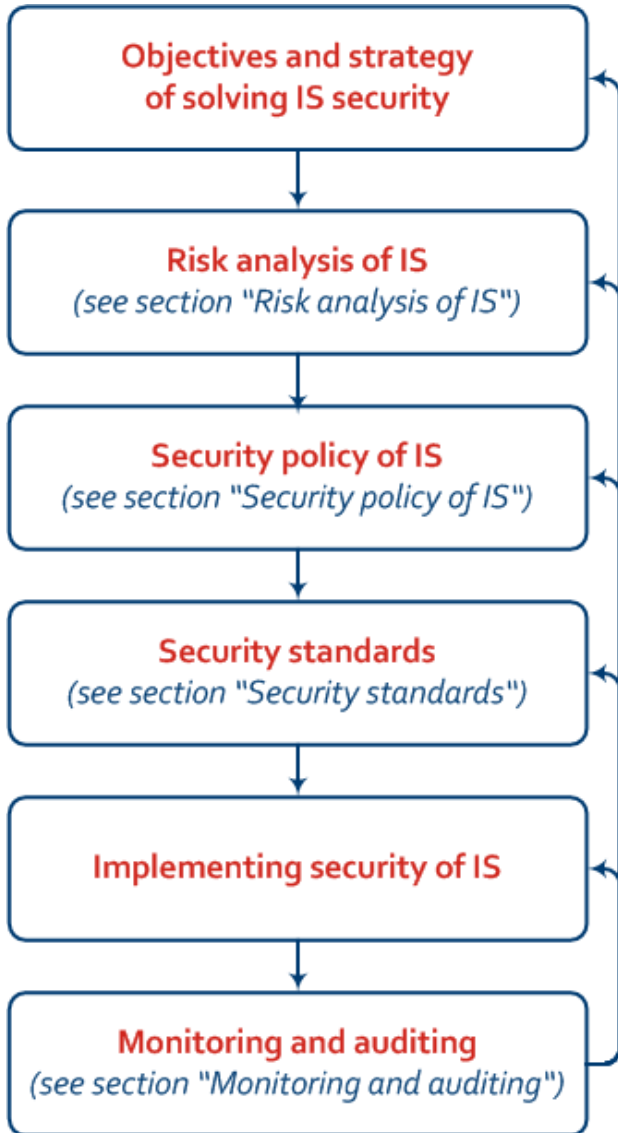 Objectives and strategy
of solving IS security
Risk analysis of IS
(see section "Risk analysis of IS")
Security policy of IS
(see section "Security policy of IS")
Security standards
(see section "Security standards")
Implementing security of IS
Monitoring and auditing
(see section "Monitoring and auditing")